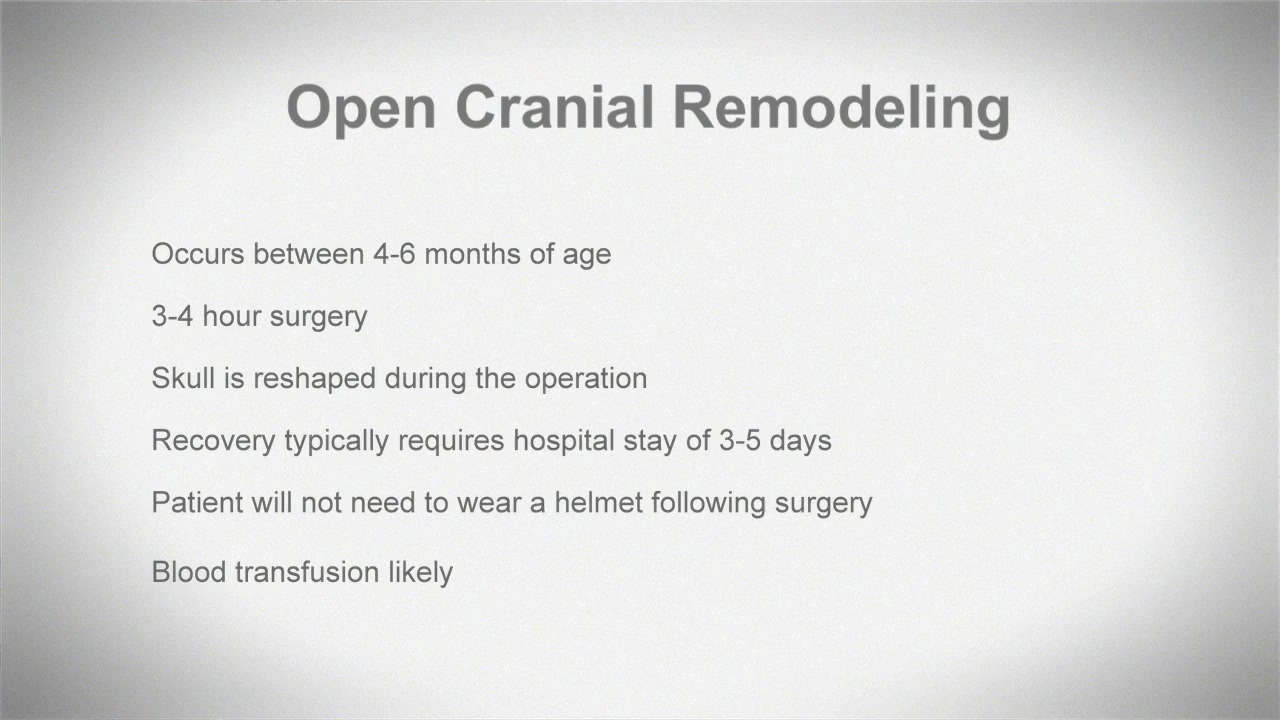 Open Cranial Remodeling
Occurs between 4-6 months of age
3-4 hour surgery
Skull is reshaped during the operation
Recovery typically requires hospital stay of 3-5 days
Patient will not need to wear a helmet following surgery
Blood transfusion likely